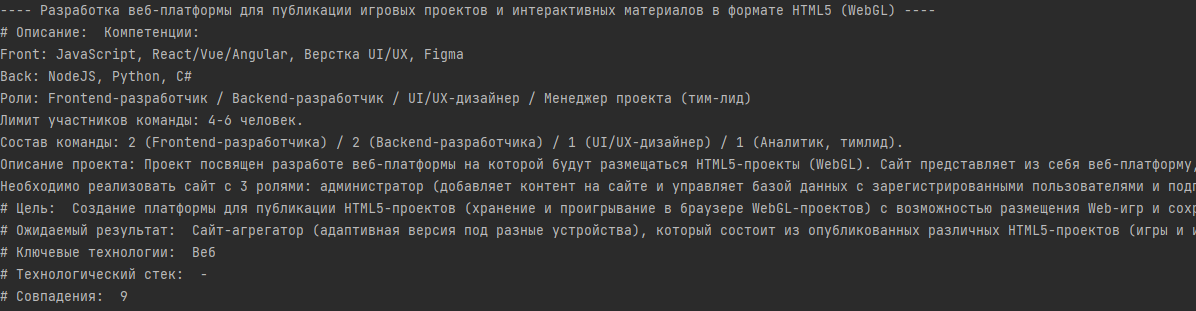 ---- Разработка веб-платформы для публикации игровых проектов и интерактивных материалов в формате HTML5 (WebGL) ----
# Описание:  Компетенции:
Front: JavaScript, React/Vue/Angular, Верстка UI/UX, Figma
Back: NodeJS, Python, C#
Роли: Frontend-разработчик / Backend-разработчик / UI/UX-дизайнер / Менеджер проекта (тим-лид)
Лимит участников команды: 4-6 человек.
Состав команды: 2 (Frontend-разработчика) / 2 (Backend-разработчика) / 1 (UI/UX-дизайнер) / 1 (Аналитик, тимлид).
Описание проекта: Проект посвящен разработе веб-платформы на которой будут размещаться HTML5-проекты (WebGL). Сайт представляет из себя веб-платформу,
Необходимо реализовать сайт с 3 ролями: администратор (добавляет контент на сайте и управляет базой данных с зарегистрированными пользователями и
# Цель:  Создание платформы для публикации HTML5-проектов (хранение и проигрывание в браузере WebGL-проектов) с возможностью размещения Web-игр и
# Ожидаемый результат:  Сайт-агрегатор (адаптивная версия под разные устройства), который состоит из опубликованных различных HTML5-проектов (игры и
# Ключевые технологии:  Веб
# Технологический стек:  -
# Совпадения:  9